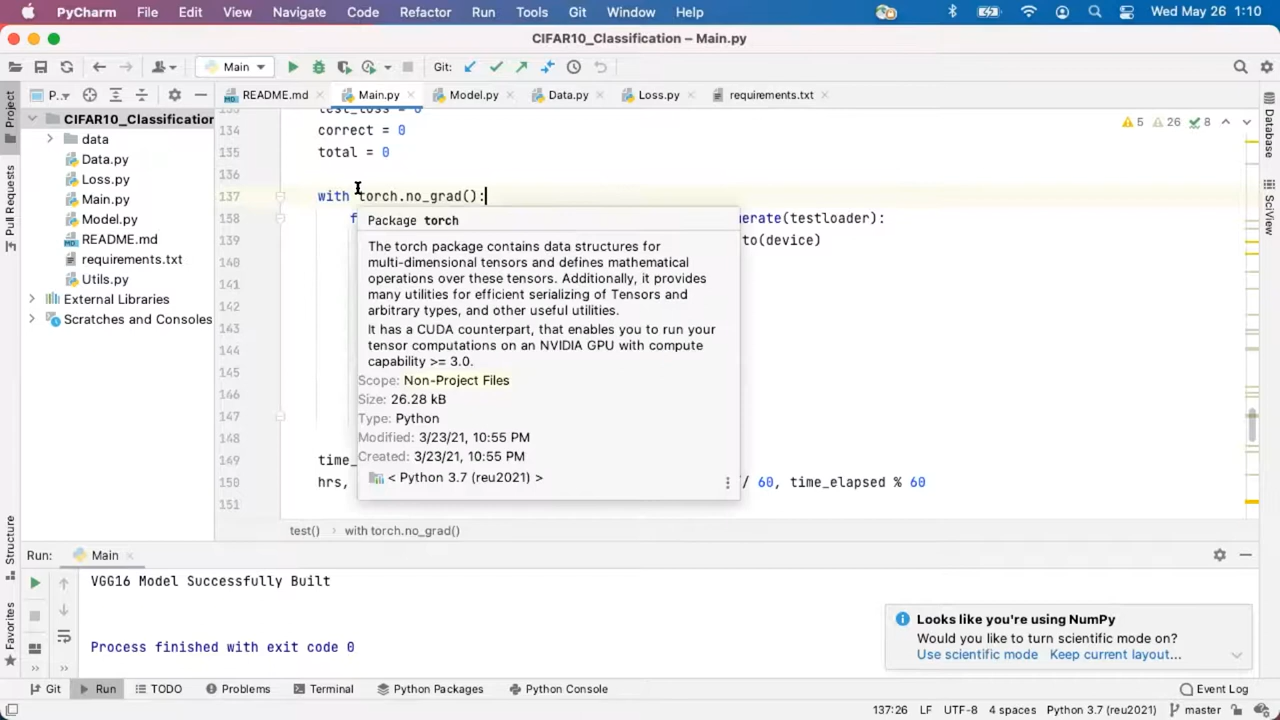 PyCharm File Edit View Navigate Code Refactor Run Tools Git Window Help Wed May 26 1:10
CIFAR10_Classification – Main.py
Main Git:
P.. README.md Main.py Model.py Data.py Loss.py requirements.txt
Project
Pull Requests
Structure
Favorites
CIFAR10_Classification
data
Data.py
Loss.py
Main.py
Model.py
README.md
requirements.txt
Utils.py
External Libraries
Scratches and Consoles
5 26 8
test_loss = 0
134 correct = 0
135 total = 0
137 with torch.no_grad():
158 f erate(testloader):
139 to(device)
140
141
142
143
144
145
146
147
148
149 time_
150 hrs, / 60, time_elapsed % 60
151
Package torch
The torch package contains data structures for
multi-dimensional tensors and defines mathematical
operations over these tensors. Additionally, it provides
many utilities for efficient serializing of Tensors and
arbitrary types, and other useful utilities.
It has a CUDA counterpart, that enables you to run your
tensor computations on an NVIDIA GPU with compute
capability >= 3.0.
Scope: Non-Project Files
Size: 26.28 kB
Type: Python
Modified: 3/23/21, 10:55 PM
Created: 3/23/21, 10:55 PM
< Python 3.7 (reu2021) >
Database
SciView
test() › with torch.no_grad()
Run: Main
VGG16 Model Successfully Built
Process finished with exit code 0
Looks like you're using NumPy
Would you like to turn scientific mode on?
Use scientific mode Keep current layout...
Git Run TODO Problems Terminal Python Packages Python Console Event Log
137:26 LF UTF-8 4 spaces Python 3.7 (reu2021) master